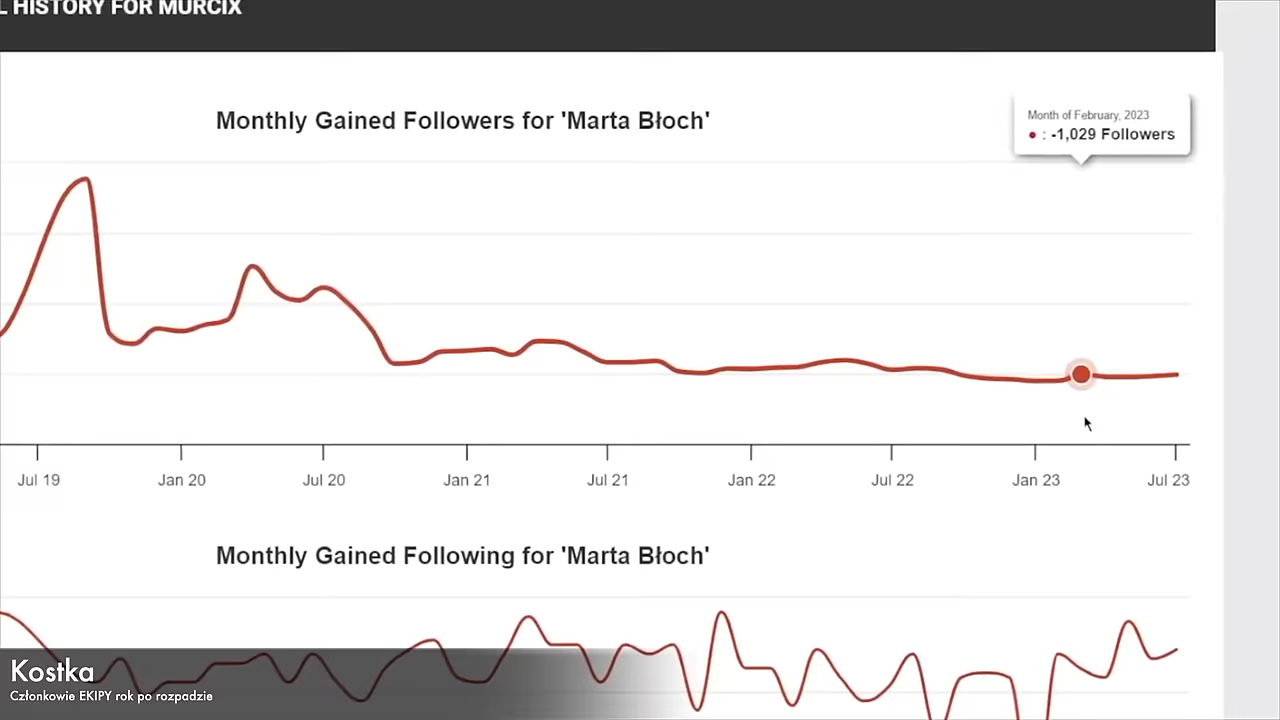 L HISTORY FOR MURCIX
Monthly Gained Followers for 'Marta Błoch'
Month of February, 2023
● : -1,029 Followers
Jul 19 Jan 20 Jul 20 Jan 21 Jul 21 Jan 22 Jul 22 Jan 23 Jul 23
Monthly Gained Following for 'Marta Błoch'
Kostka
Członkowie EKIPY rok po rozpadzie